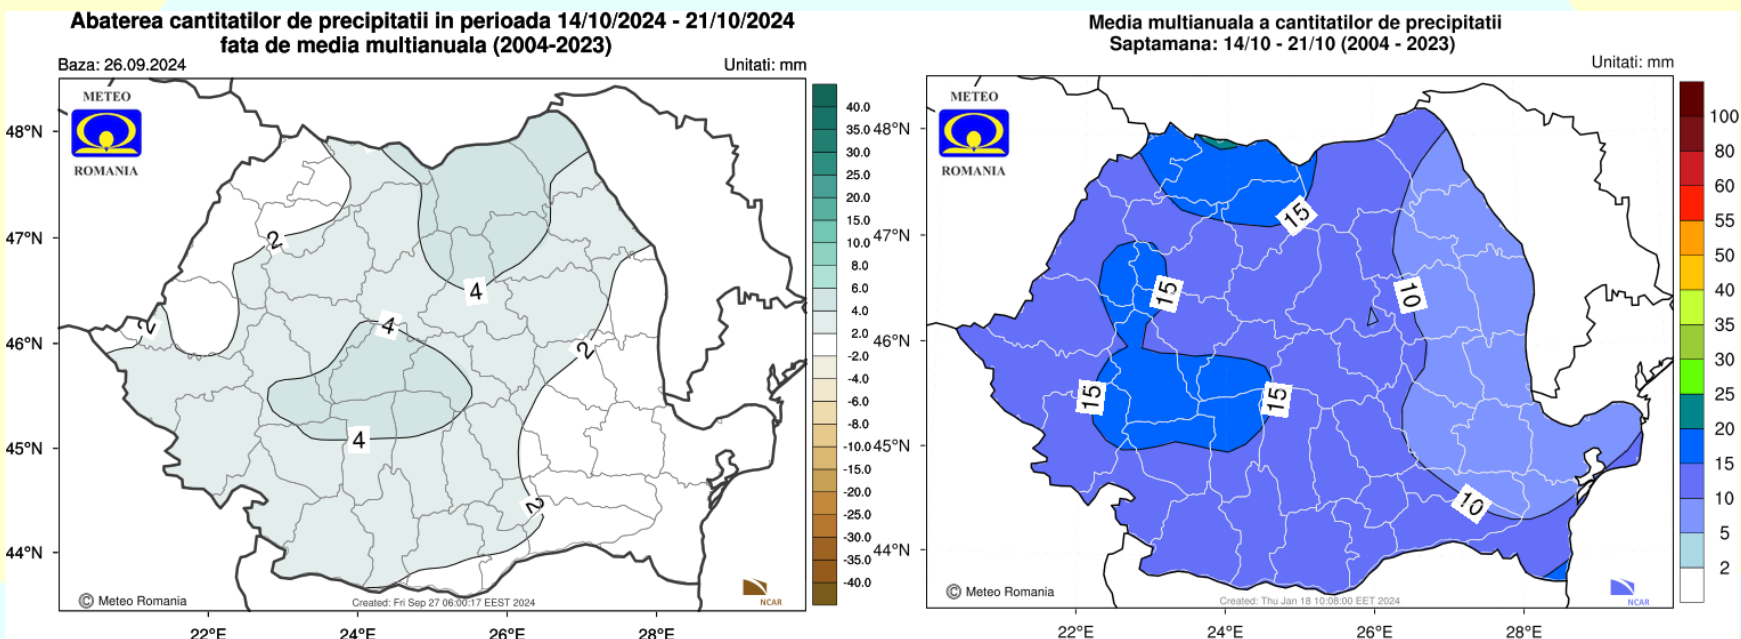 Abaterea cantitatilor de precipitatii in perioada 14/10/2024 - 21/10/2024
fata de media multianuala (2004-2023)
Baza: 26.09.2024
Unitati: mm
METEO
ROMANIA
48°N
47°N
46°N
45°N
44°N
22°E
24°E
26°E
28°E
2
4
2
4
2
4
2
40.0
35.0
30.0
25.0
20.0
15.0
10.0
8.0
6.0
4.0
2.0
-2.0
-4.0
-6.0
-8.0
-10.0
-15.0
-20.0
-25.0
-30.0
-35.0
-40.0
© Meteo Romania
Created: Fri Sep 27 06:00:17 EEST 2024
NCAR
Media multianuala a cantitatilor de precipitatii
Saptamana: 14/10 - 21/10 (2004 - 2023)
Unitati: mm
METEO
ROMANIA
48°N
47°N
46°N
45°N
44°N
22°E
24°E
26°E
28°E
15
15
10
15
15
10
100
80
60
55
50
40
35
30
25
20
15
10
5
2
© Meteo Romania
Created: Thu Jan 18 10:08:00 EET 2024
NCAR